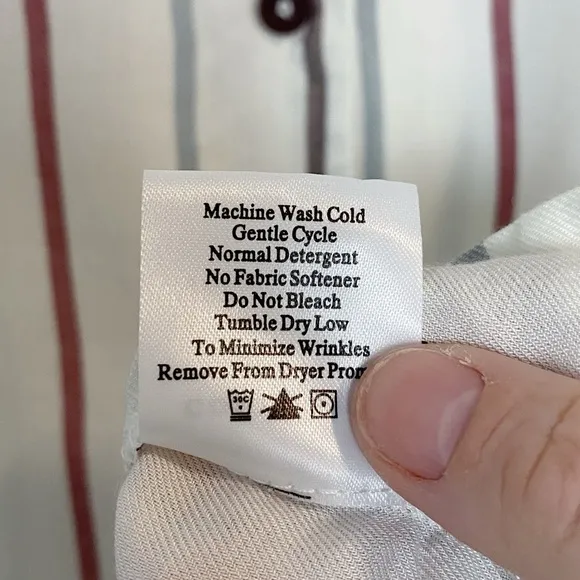 Machine Wash Cold
Gentle Cycle
Normal Detergent
No Fabric Softener
Do Not Bleach
Tumble Dry Low
To Minimize Wrinkles
Remove From Dryer
30C